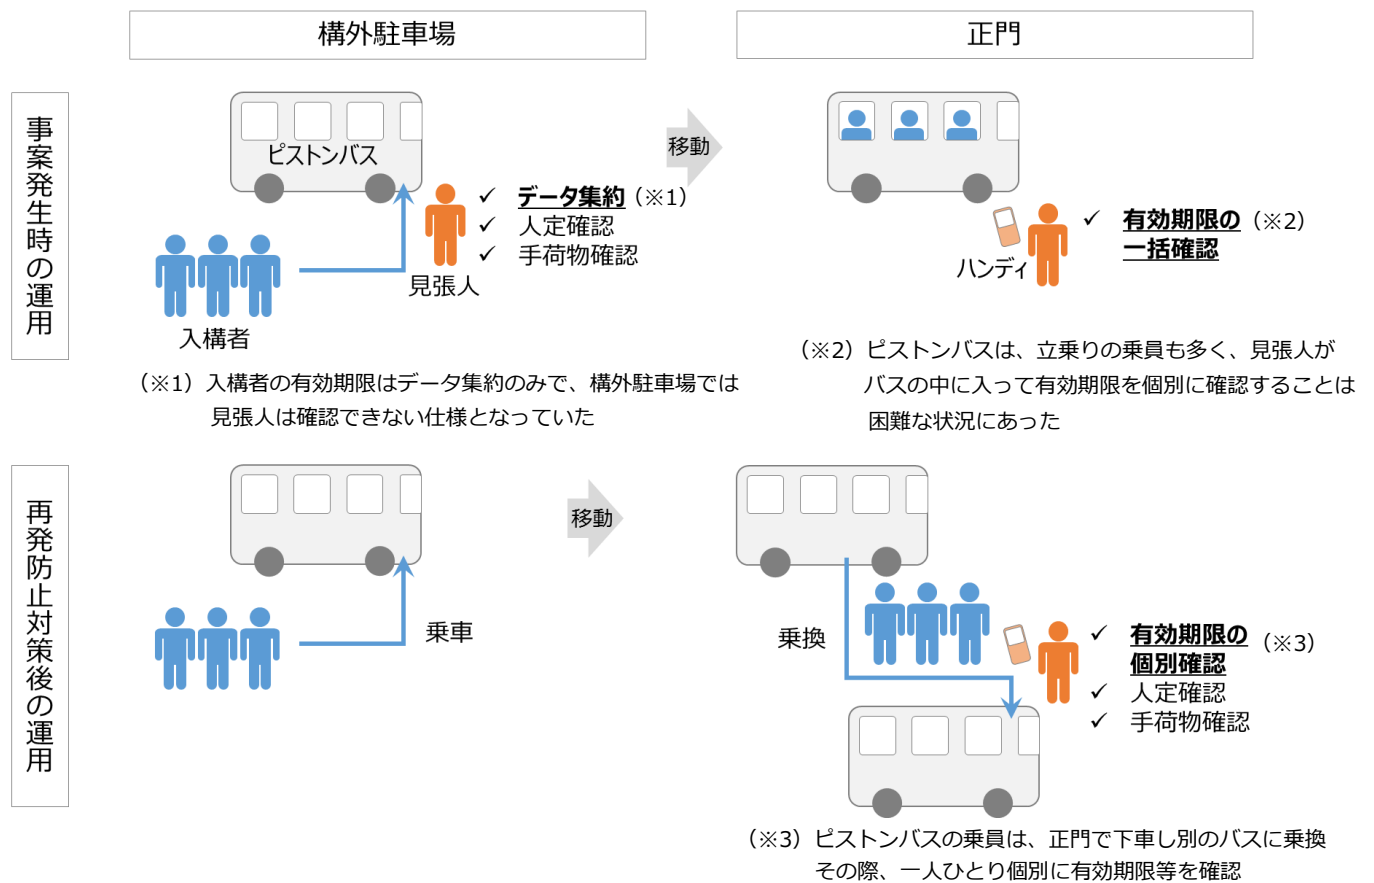 構外駐車場
正門
事案発生時の運用
ピストンバス
✓ データ集約（※1）
✓ 人定確認
✓ 手荷物確認
見張人
入構者
移動
✓ 有効期限の（※2）
一括確認
ハンディ
（※1）入構者の有効期限はデータ集約のみで、構外駐車場では
見張人は確認できない仕様となっていた
（※2）ピストンバスは、立乗りの乗員も多く、見張人が
バスの中に入って有効期限を個別に確認することは
困難な状況にあった
再発防止対策後の運用
乗車
移動
乗換
✓ 有効期限の（※3）
個別確認
✓ 人定確認
✓ 手荷物確認
（※3）ピストンバスの乗員は、正門で下車し別のバスに乗換
その際、一人ひとり個別に有効期限等を確認